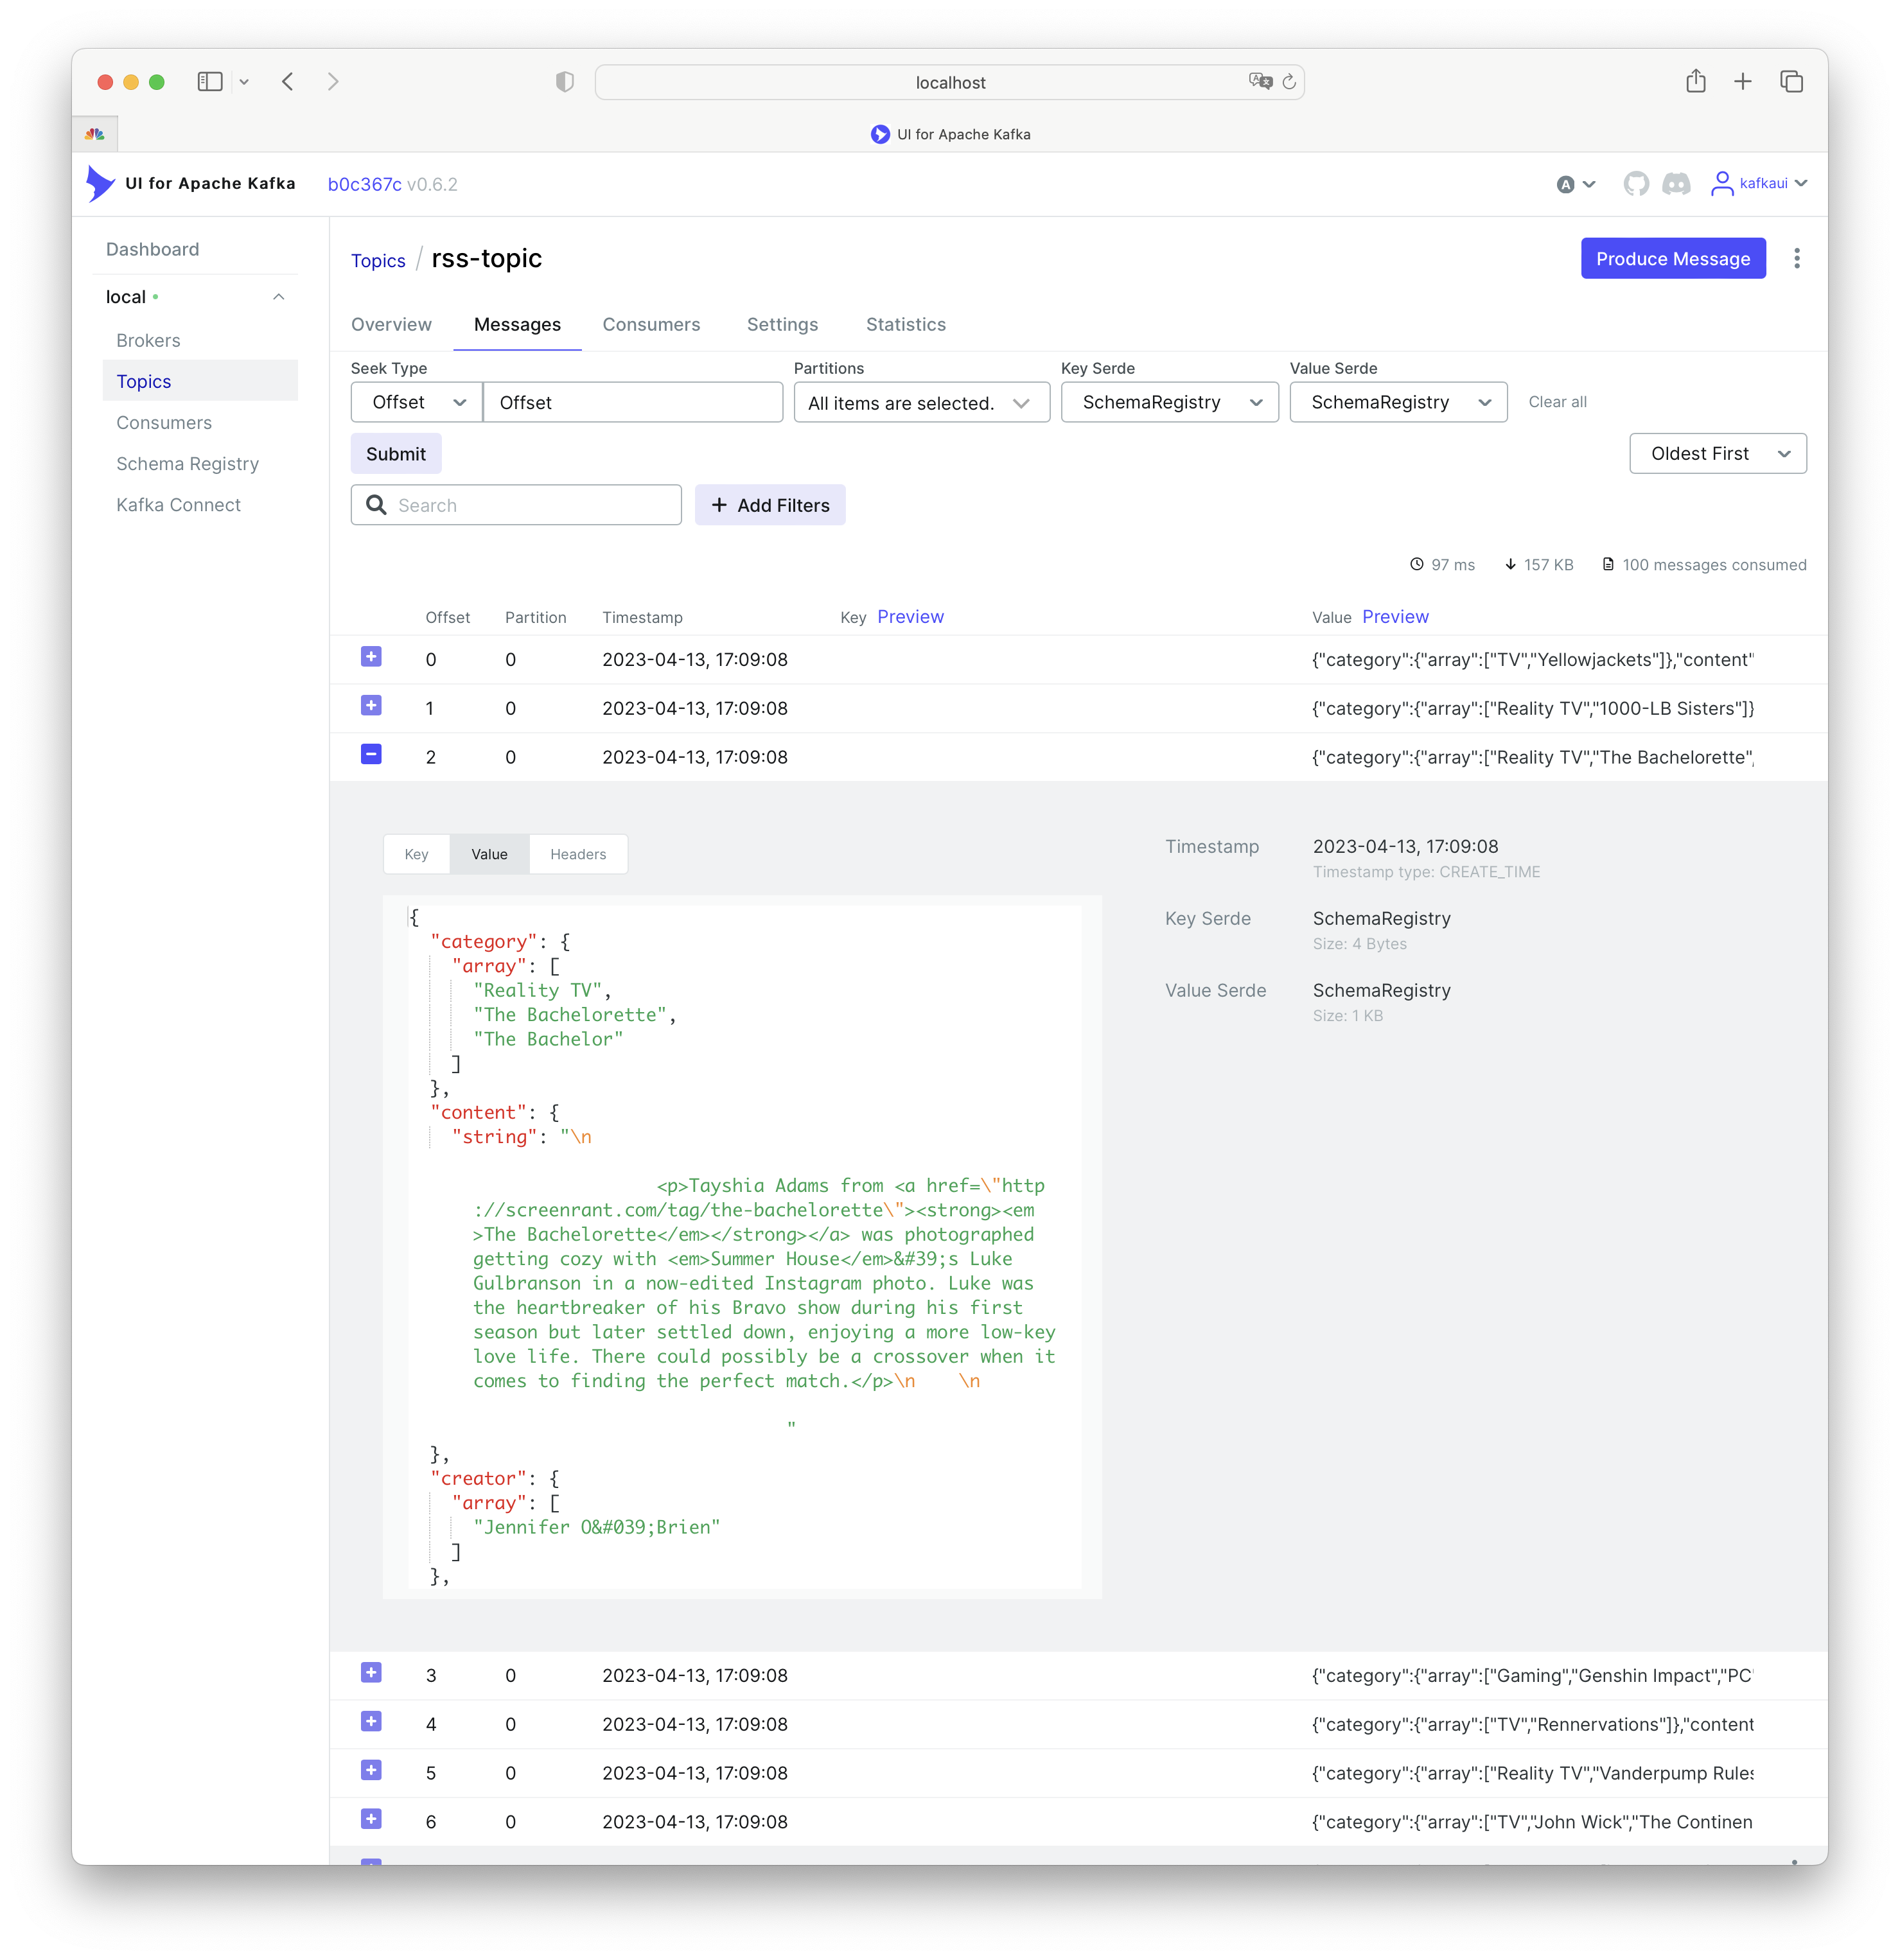 localhost
UI for Apache Kafka
UI for Apache Kafka b0c367c v0.6.2
A
kafkaui
Dashboard
local
Brokers
Topics
Consumers
Schema Registry
Kafka Connect
Topics / rss-topic
Produce Message
Overview Messages Consumers Settings Statistics
Seek Type Partitions Key Serde Value Serde
Offset Offset All items are selected. SchemaRegistry SchemaRegistry Clear all
Submit
Oldest First
Search
Add Filters
97 ms 157 KB 100 messages consumed
Offset Partition Timestamp Key Preview Value Preview
0 0 2023-04-13, 17:09:08 {"category":{"array":["TV","Yellowjackets"]},"content"
1 0 2023-04-13, 17:09:08 {"category":{"array":["Reality TV","1000-LB Sisters"]}
2 0 2023-04-13, 17:09:08 {"category":{"array":["Reality TV","The Bachelorette",
Key Value Headers
{
"category": {
"array": [
"Reality TV",
"The Bachelorette",
"The Bachelor"
]
},
"content": {
"string": "\n
<p>Tayshia Adams from <a href=\"http
://screenrant.com/tag/the-bachelorette\"><strong><em
>The Bachelorette</em></strong></a> was photographed
getting cozy with <em>Summer House</em>&#39;s Luke
Gulbranson in a now-edited Instagram photo. Luke was
the heartbreaker of his Bravo show during his first
season but later settled down, enjoying a more low-key
love life. There could possibly be a crossover when it
comes to finding the perfect match.</p>\n \n
"
},
"creator": {
"array": [
"Jennifer O&#039;Brien"
]
},
Timestamp 2023-04-13, 17:09:08
Timestamp type: CREATE_TIME
Key Serde SchemaRegistry
Size: 4 Bytes
Value Serde SchemaRegistry
Size: 1 KB
3 0 2023-04-13, 17:09:08 {"category":{"array":["Gaming","Genshin Impact","PC"
4 0 2023-04-13, 17:09:08 {"category":{"array":["TV","Rennervations"]},"content
5 0 2023-04-13, 17:09:08 {"category":{"array":["Reality TV","Vanderpump Rules
6 0 2023-04-13, 17:09:08 {"category":{"array":["TV","John Wick","The Continen